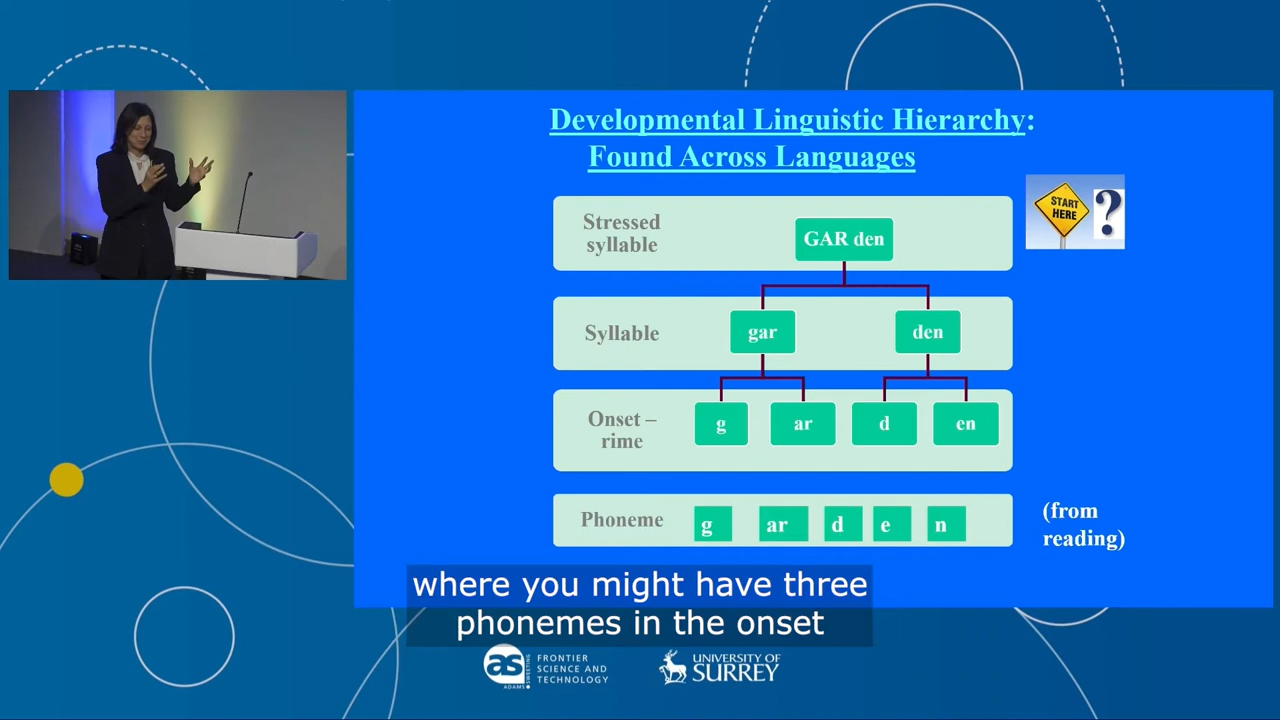 Developmental Linguistic Hierarchy:
Found Across Languages
START
HERE
?
Stressed
syllable
GAR den
Syllable
gar
den
Onset –
rime
g
ar
d
en
Phoneme
g
ar
d
e
n
(from
reading)
where you might have three
phonemes in the onset
as
ADAMS SWEETING
FRONTIER
SCIENCE AND
TECHNOLOGY
UNIVERSITY OF
SURREY